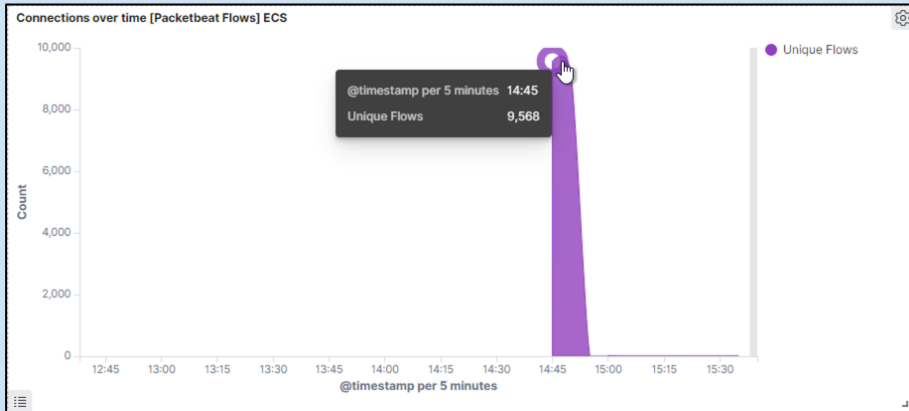 Connections over time [Packetbeat Flows] ECS
10,000
8,000
6,000
4,000
2,000
0
Count
@timestamp per 5 minutes 14:45
Unique Flows 9,568
Unique Flows
12:45 13:00 13:15 13:30 13:45 14:00 14:15 14:30 14:45 15:00 15:15 15:30
@timestamp per 5 minutes